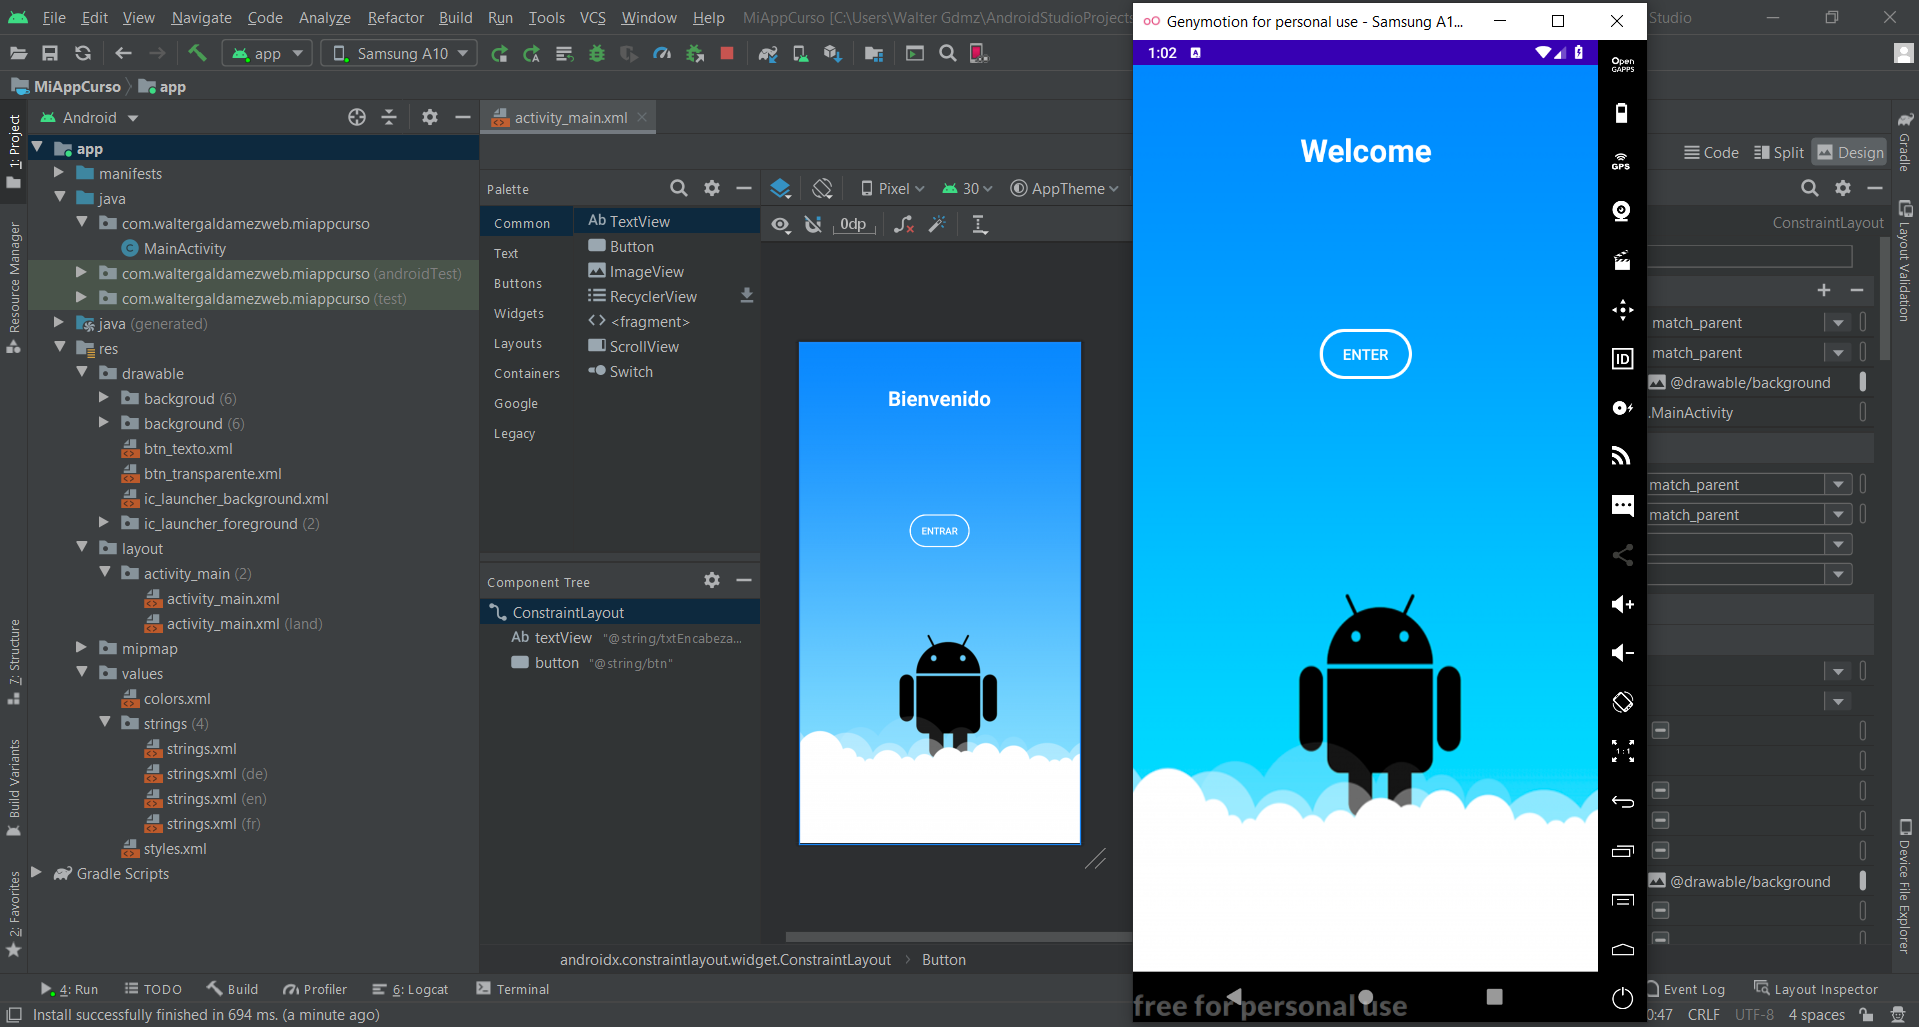 File Edit View Navigate Code Analyze Refactor Build Run Tools VCS Window Help MiAppCurso [C:\Users\Walter Gdmz\AndroidStudioProjects Studio
app Samsung A10
MiAppCurso app
Genymotion for personal use - Samsung A1...
1:02
Welcome
ENTER
free for personal use
Open GAPPS
GPS
ID
1:1
1: Project
Resource Manager
7: Structure
Build Variants
2: Favorites
Android
app
manifests
java
com.waltergaldamezweb.miappcurso
MainActivity
com.waltergaldamezweb.miappcurso (androidTest)
com.waltergaldamezweb.miappcurso (test)
java (generated)
res
drawable
backgroud (6)
background (6)
btn_texto.xml
btn_transparente.xml
ic_launcher_background.xml
ic_launcher_foreground (2)
layout
activity_main (2)
activity_main.xml
activity_main.xml (land)
mipmap
values
colors.xml
strings (4)
strings.xml
strings.xml (de)
strings.xml (en)
strings.xml (fr)
styles.xml
Gradle Scripts
activity_main.xml
Palette
Common
Text
Buttons
Widgets
Layouts
Containers
Google
Legacy
Ab TextView
Button
ImageView
RecyclerView
<fragment>
ScrollView
Switch
Component Tree
ConstraintLayout
Ab textView "@string/txtEncabeza...
button "@string/btn"
Pixel 30 AppTheme
0dp
Bienvenido
ENTRAR
androidx.constraintlayout.widget.ConstraintLayout Button
Code Split Design
ConstraintLayout
match_parent
match_parent
@drawable/background
.MainActivity
match_parent
match_parent
@drawable/background
Gradle
Layout Validation
Device File Explorer
4: Run TODO Build Profiler 6: Logcat Terminal Event Log Layout Inspector
Install successfully finished in 694 ms. (a minute ago) 0:47 CRLF UTF-8 4 spaces